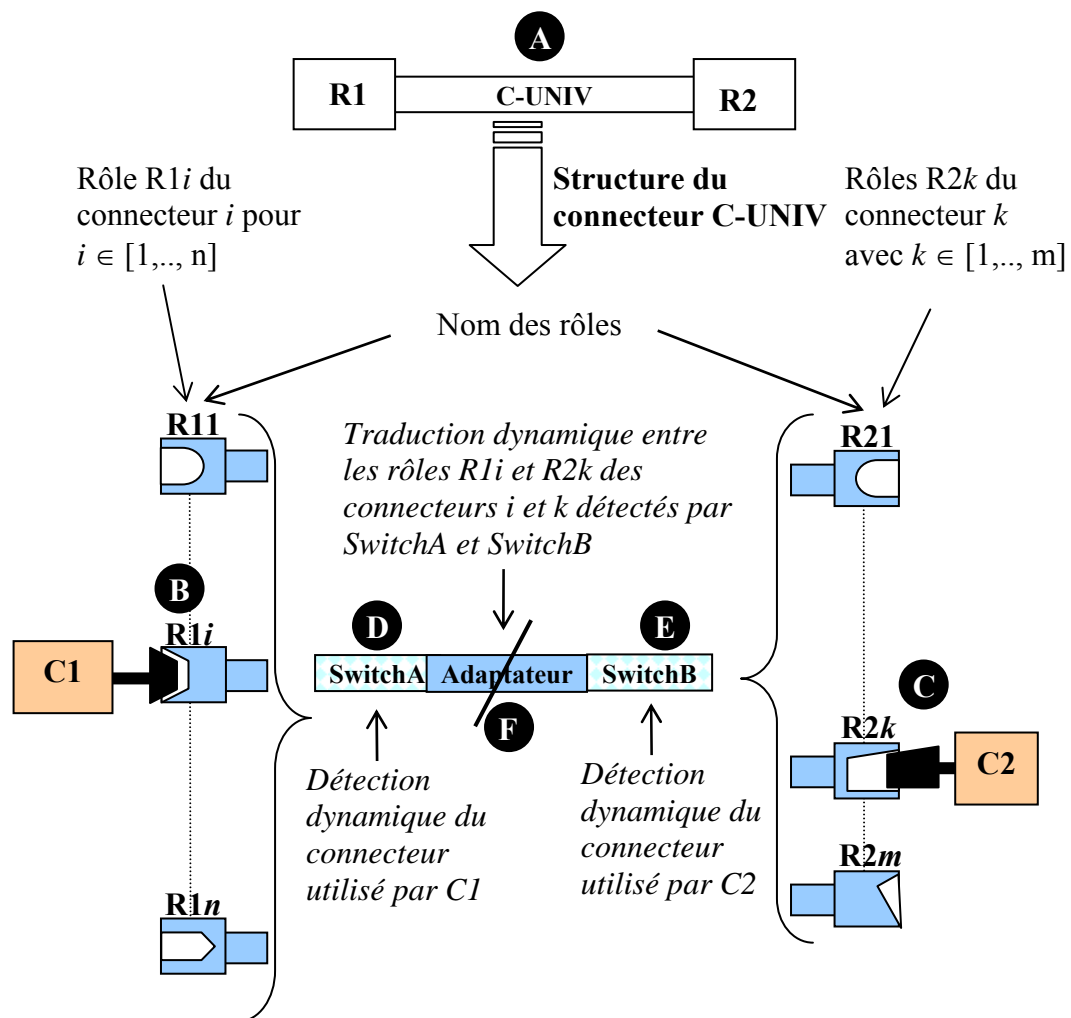 A
R1
C-UNIV
R2
Rôle R1i du
connecteur i pour
i ∈ [1,.., n]
Structure du
connecteur C-UNIV
Rôles R2k du
connecteur k
avec k ∈ [1,.., m]
Nom des rôles
R11
R21
Traduction dynamique entre
les rôles R1i et R2k des
connecteurs i et k détectés par
SwitchA et SwitchB
B
R1i
C1
D
E
SwitchA
Adaptateur
SwitchB
F
C
R2k
C2
Détection
dynamique du
connecteur
utilisé par C1
Détection
dynamique du
connecteur
utilisé par C2
R2m
R1n